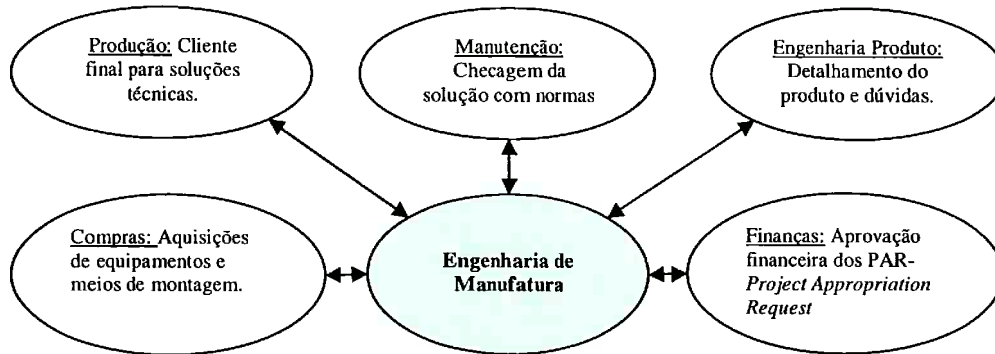 Produção: Cliente
final para soluções
técnicas.
Manutenção:
Checagem da
solução com normas
Engenharia Produto:
Detalhamento do
produto e dúvidas.
Compras: Aquisições
de equipamentos e
meios de montagem.
Engenharia de
Manufatura
Finanças: Aprovação
financeira dos PAR-
Project Appropriation
Request